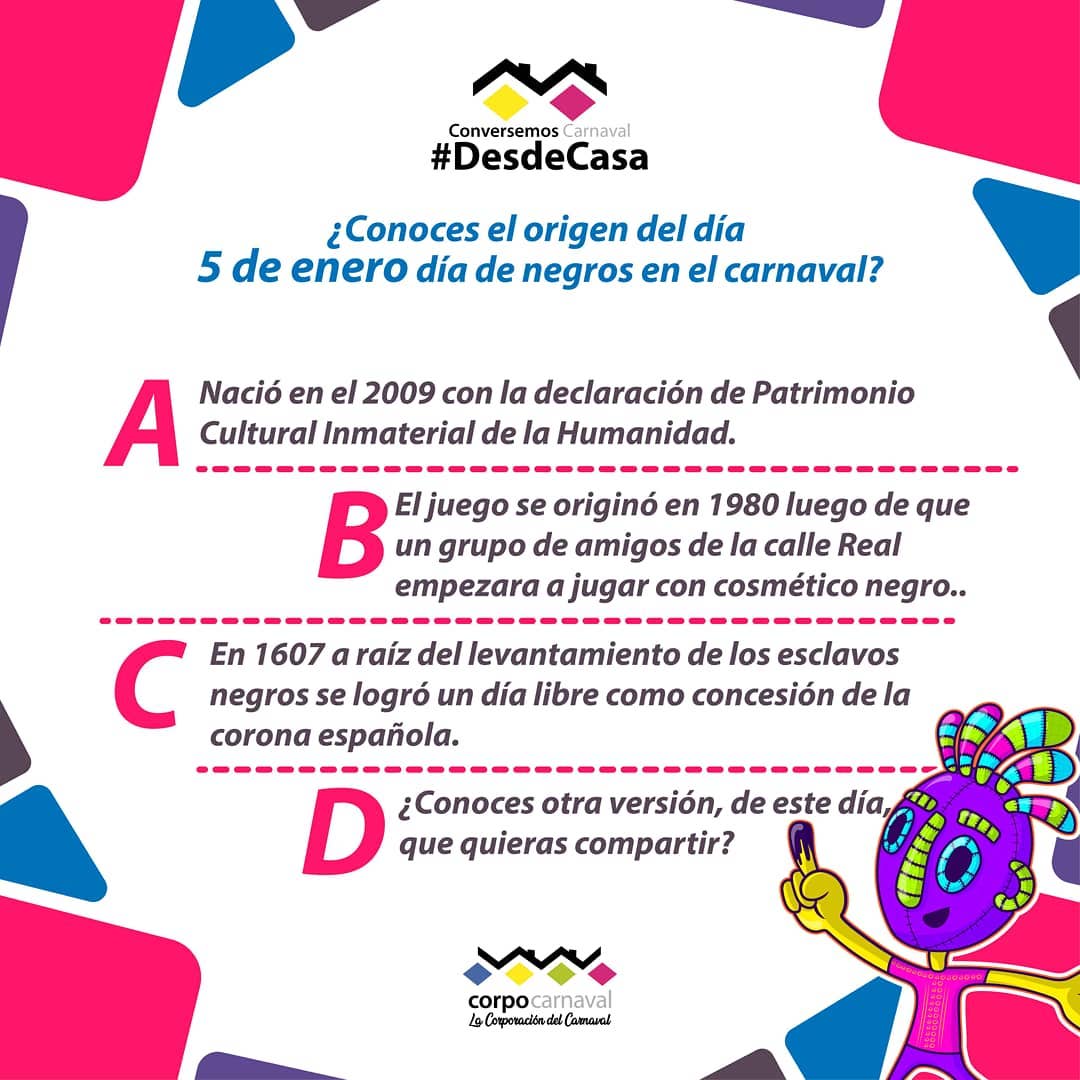 Conversemos Carnaval
#DesdeCasa
¿Conoces el origen del día
5 de enero día de negros en el carnaval?
A
Nació en el 2009 con la declaración de Patrimonio
Cultural Inmaterial de la Humanidad.
B
El juego se originó en 1980 luego de que
un grupo de amigos de la calle Real
empezara a jugar con cosmético negro..
C
En 1607 a raíz del levantamiento de los esclavos
negros se logró un día libre como concesión de la
corona española.
D
¿Conoces otra versión, de este día,
que quieras compartir?
corpocarnaval
La Corporación del Carnaval